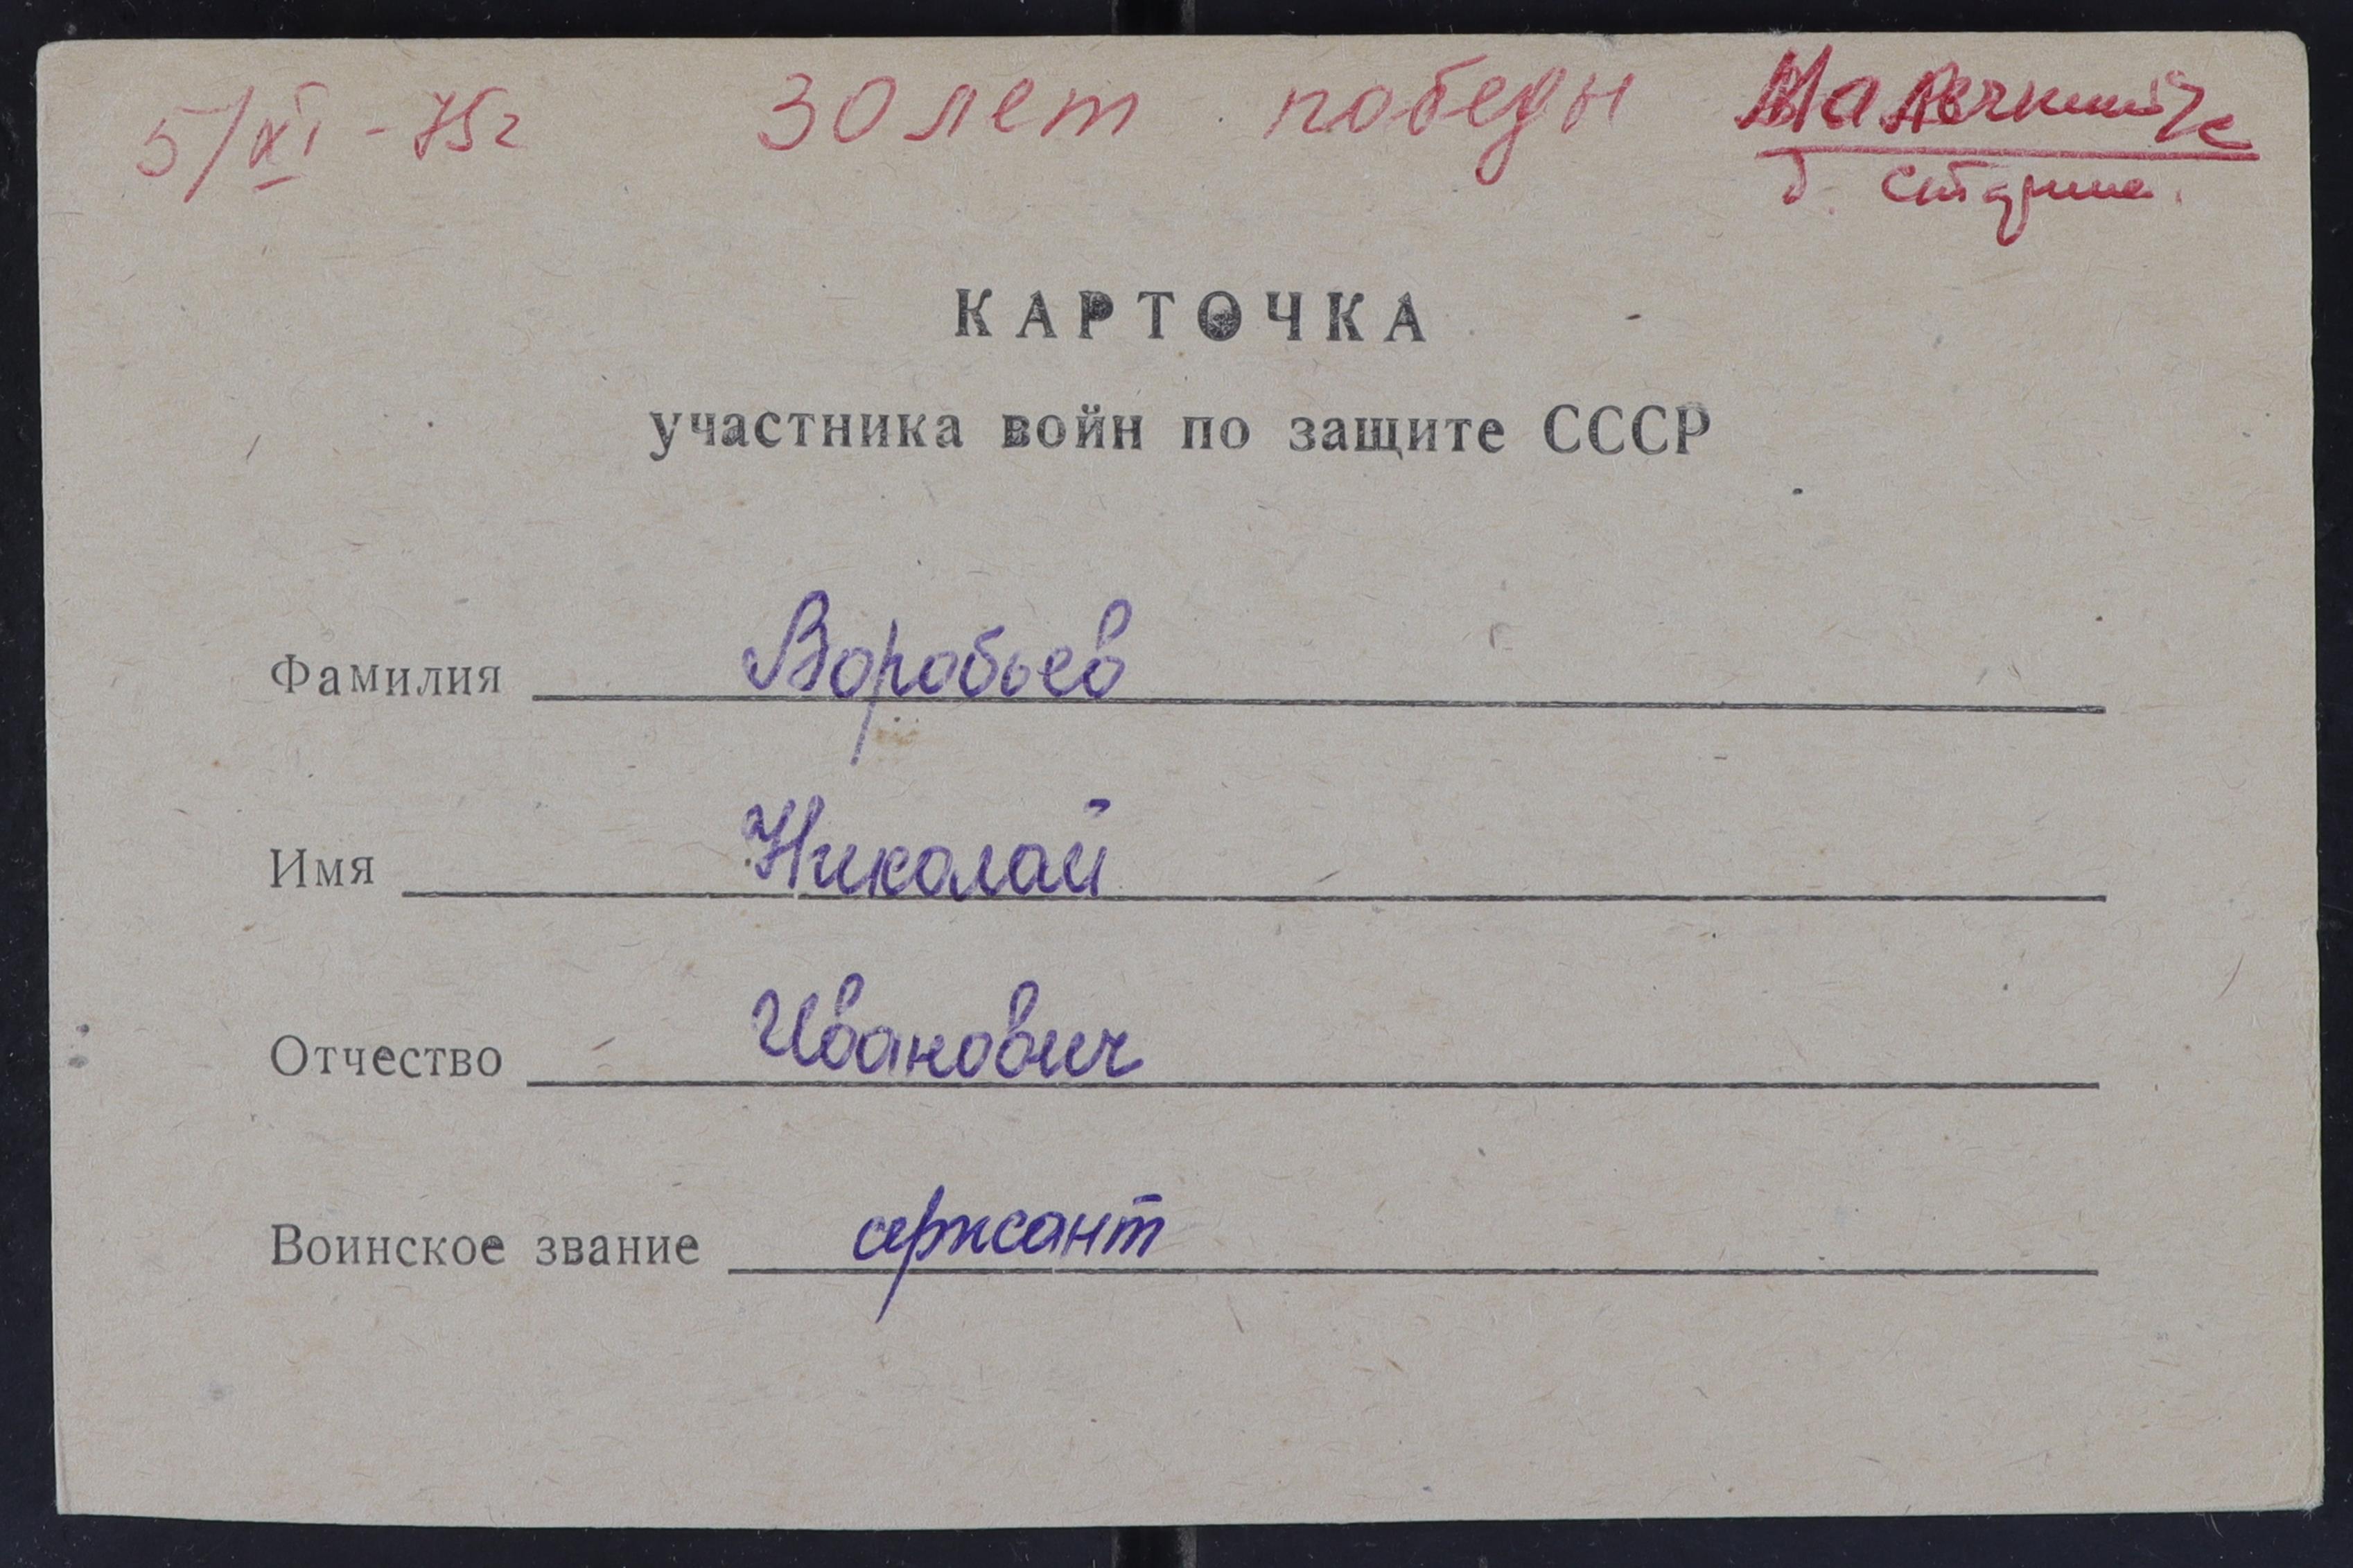 5/XI - 75г 30 лет победы
д. Старина.
КАРТОЧКА
участника войн по защите СССР
Фамилия Воробьев
Имя Николай
Отчество Иванович
Воинское звание сержант